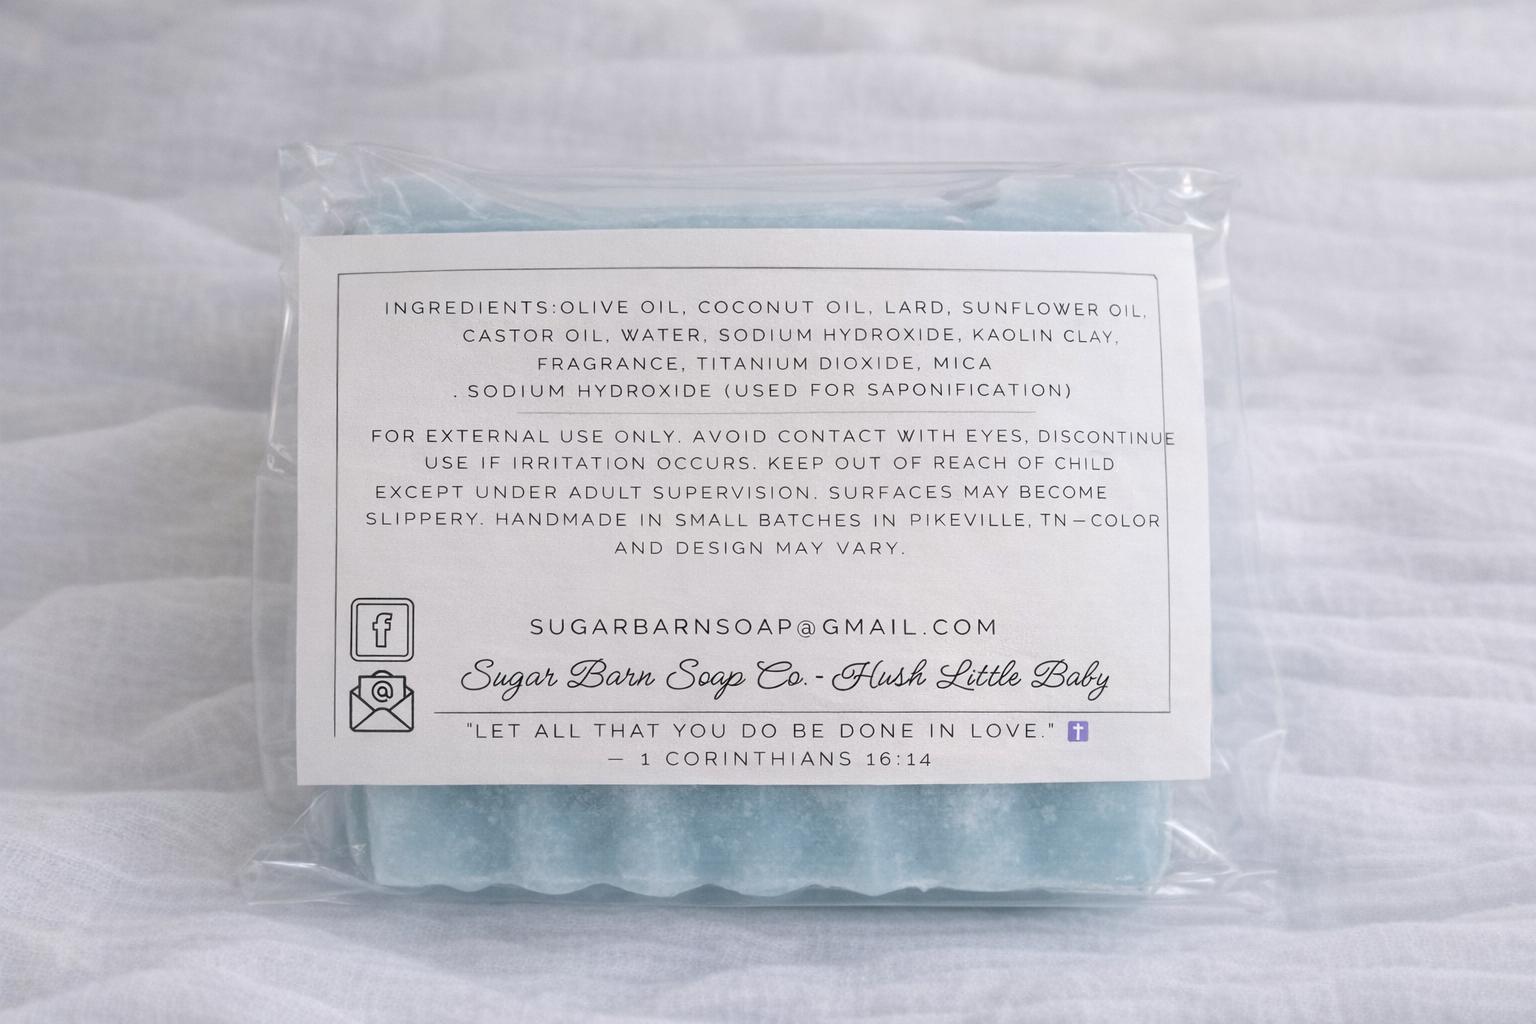 INGREDIENTS:OLIVE OIL, COCONUT OIL, LARD, SUNFLOWER OIL,
CASTOR OIL, WATER, SODIUM HYDROXIDE, KAOLIN CLAY,
FRAGRANCE, TITANIUM DIOXIDE, MICA
. SODIUM HYDROXIDE (USED FOR SAPONIFICATION)
FOR EXTERNAL USE ONLY. AVOID CONTACT WITH EYES, DISCONTINUE
USE IF IRRITATION OCCURS. KEEP OUT OF REACH OF CHILD
EXCEPT UNDER ADULT SUPERVISION. SURFACES MAY BECOME
SLIPPERY. HANDMADE IN SMALL BATCHES IN PIKEVILLE, TN—COLOR
AND DESIGN MAY VARY.
f
@
SUGARBARNSOAP@GMAIL.COM
Sugar Barn Soap Co.- Hush Little Baby
"LET ALL THAT YOU DO BE DONE IN LOVE." ✝️
— 1 CORINTHIANS 16:14